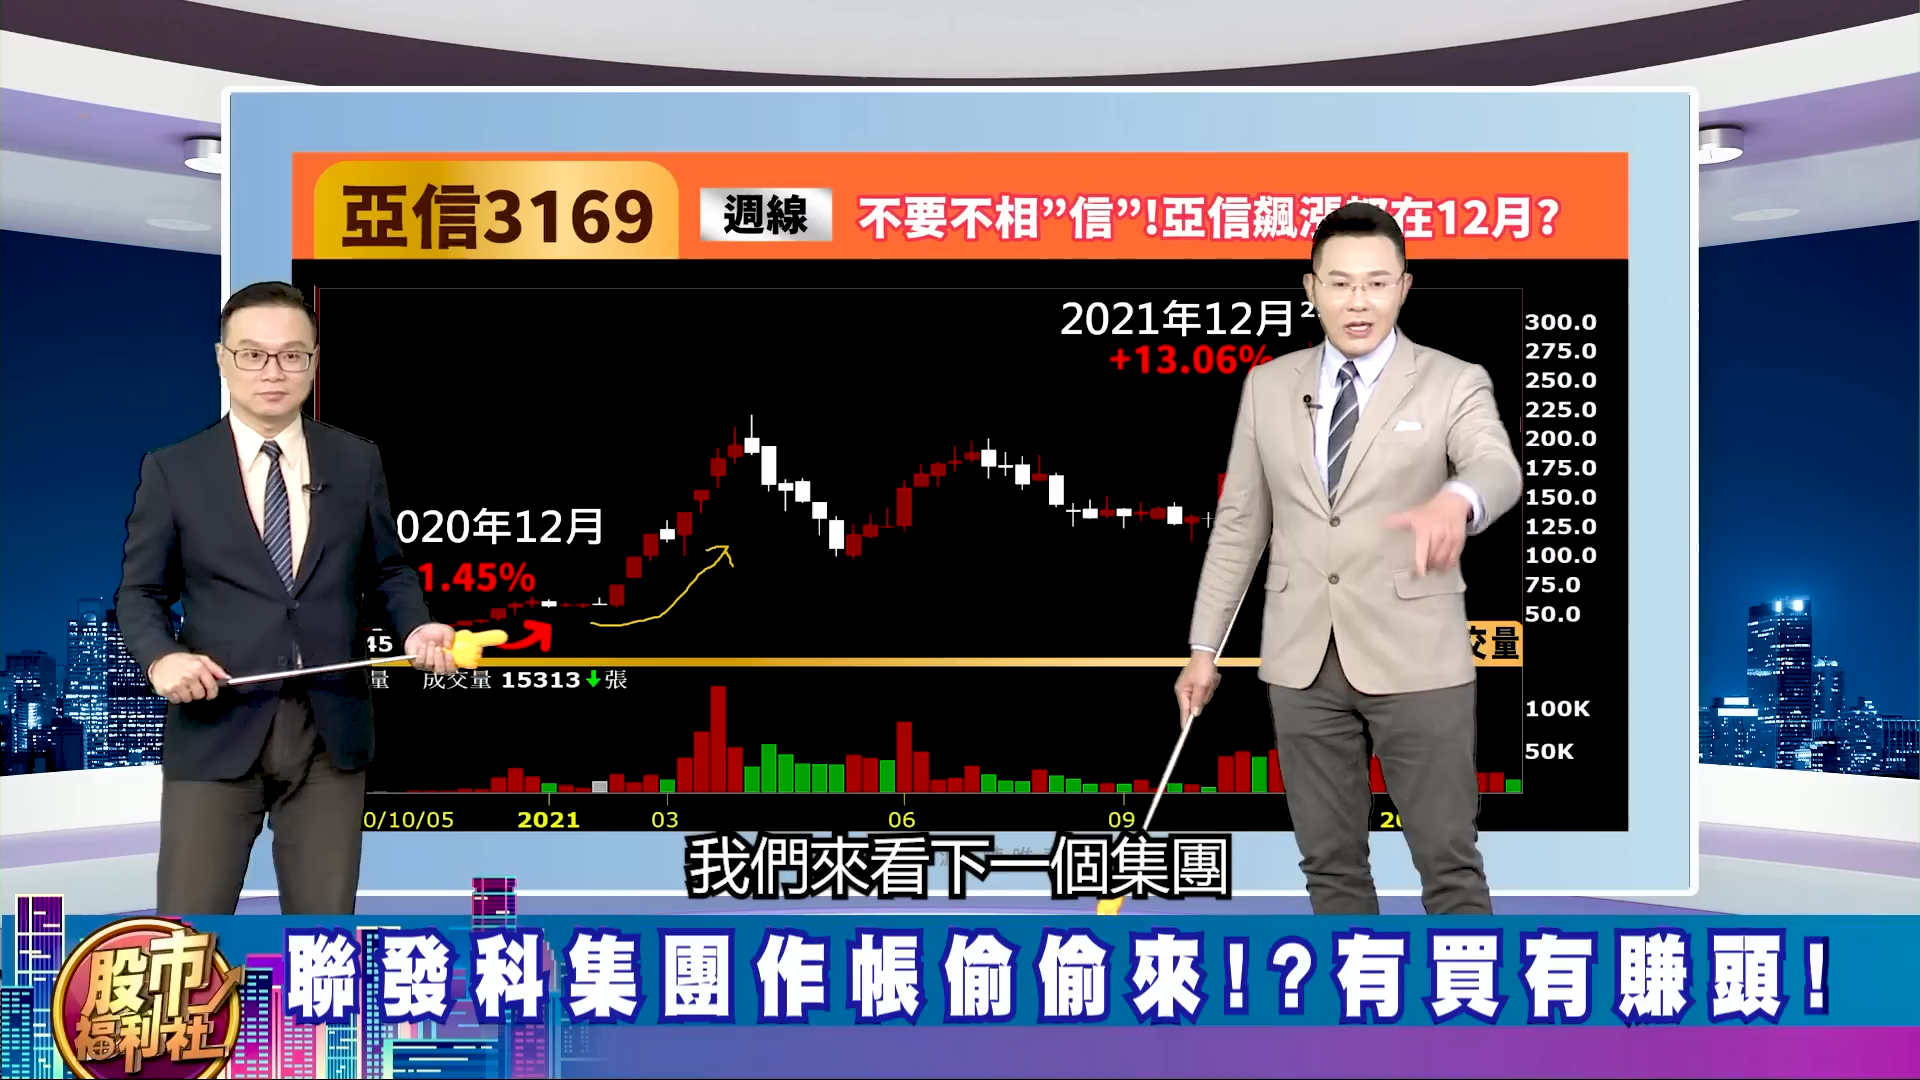 亞信3169
週線
不要不相”信”!亞信飆漲都在12月?
2021年12月
+13.06%
020年12月
1.45%
300.0
275.0
250.0
225.0
200.0
175.0
150.0
125.0
100.0
75.0
50.0
45
交量
量 成交量 15313 張
100K
50K
0/10/05
2021
03
06
09
20
我們來看下一個集團
聯發科集團作帳偷偷來!?有買有賺頭!
股市
福利社